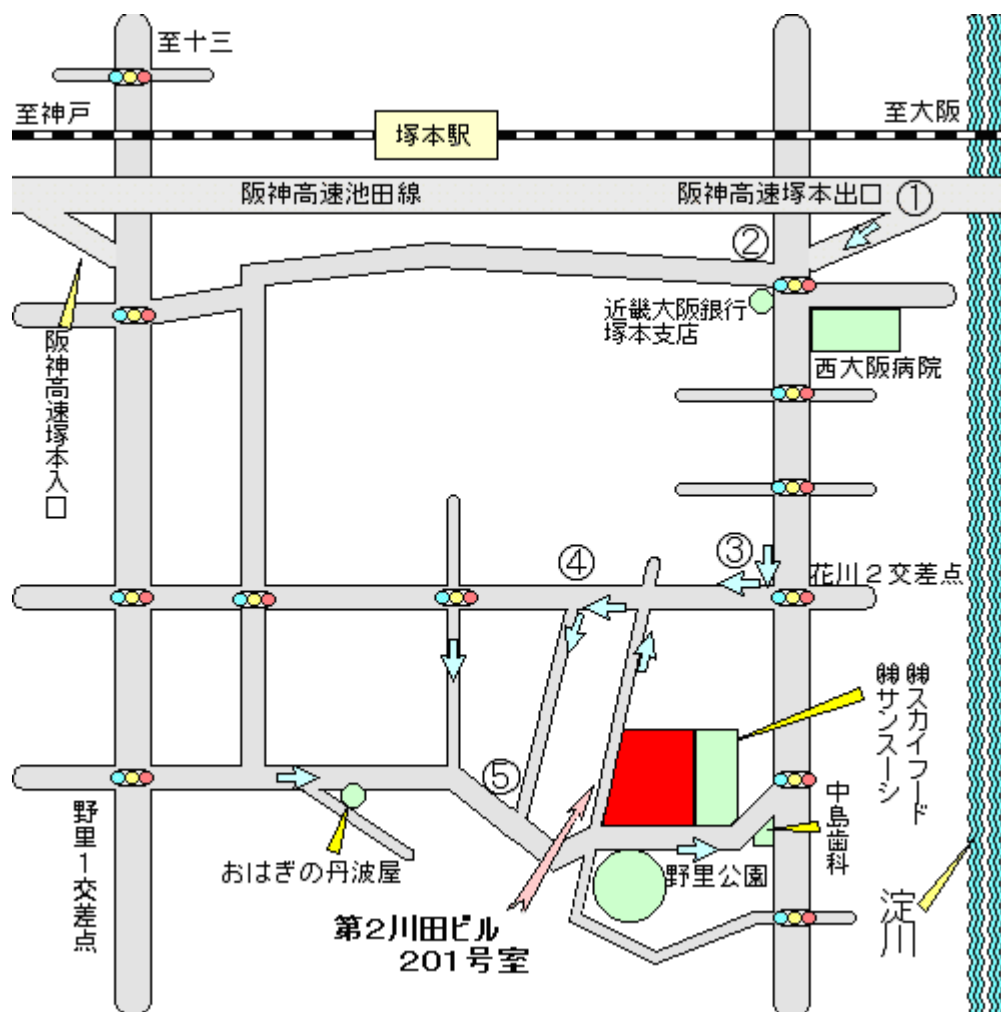 至十三
至神戸
塚本駅
至大阪
阪神高速池田線
阪神高速塚本出口
①
②
近畿大阪銀行
塚本支店
西大阪病院
阪神高速塚本入口
③
④
花川2交差点
㈱スカイフード
㈱サンスーシ
⑤
野里1交差点
おはぎの丹波屋
中島歯科
野里公園
第2川田ビル
201号室
淀川